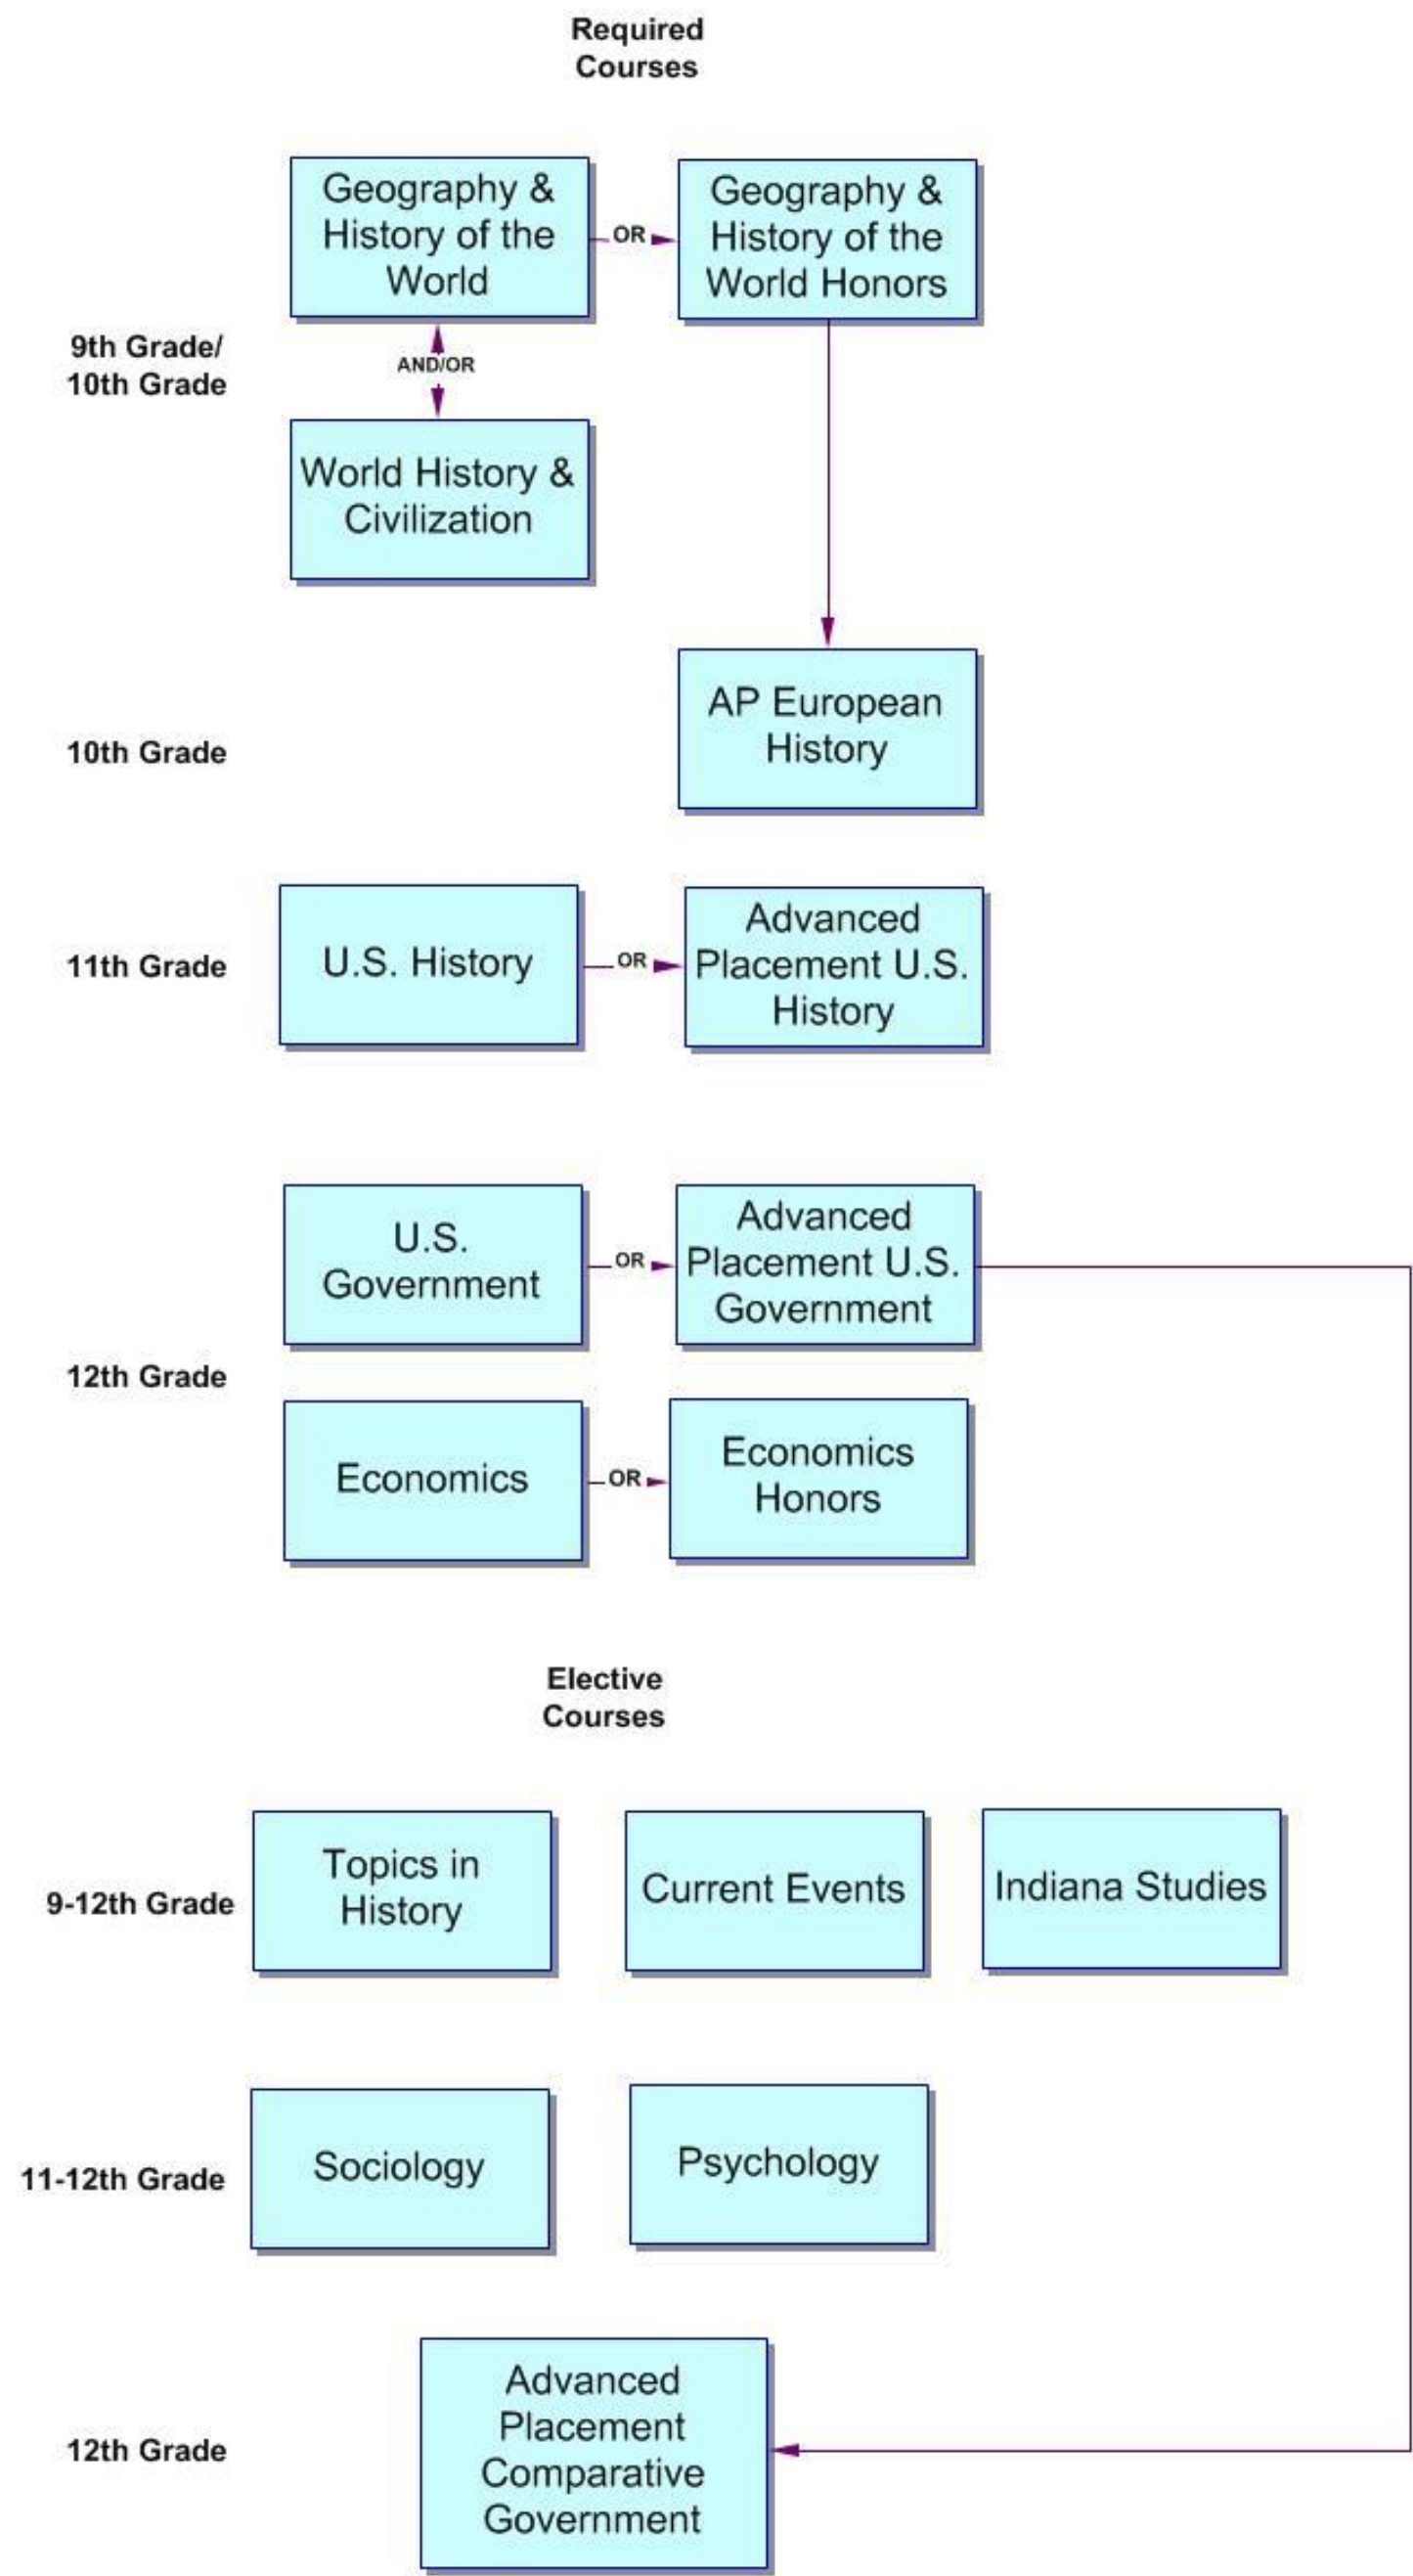 Required
Courses
Geography &
History of the
World
OR
Geography &
History of the
World Honors
9th Grade/
10th Grade
AND/OR
World History &
Civilization
AP European
History
10th Grade
U.S. History
OR
Advanced
Placement U.S.
History
11th Grade
U.S.
Government
OR
Advanced
Placement U.S.
Government
12th Grade
Economics
OR
Economics
Honors
Elective
Courses
9-12th Grade
Topics in
History
Current Events
Indiana Studies
11-12th Grade
Sociology
Psychology
12th Grade
Advanced
Placement
Comparative
Government